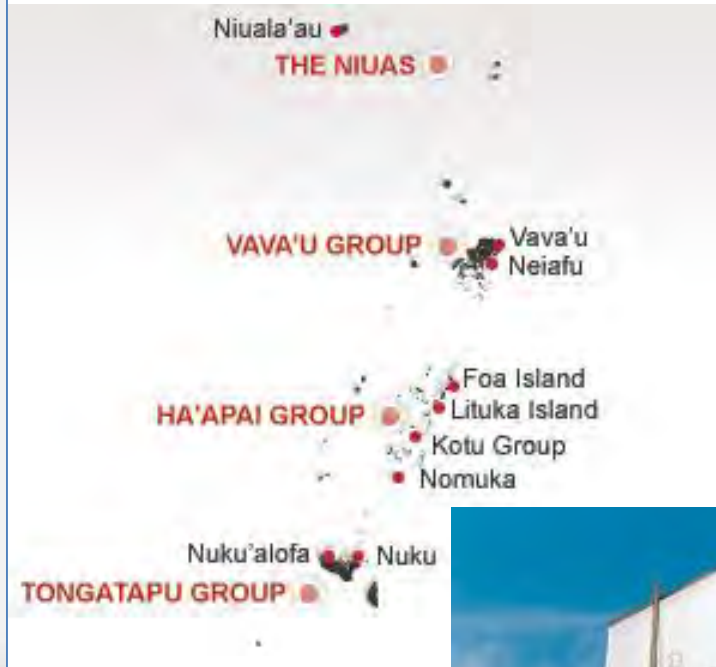 Niuala'au
THE NIUAS
VAVA'U GROUP
Vava'u
Neiafu
Foa Island
HA'APAI GROUP
Lituka Island
Kotu Group
Nomuka
Nuku'alofa
Nuku
TONGATAPU GROUP